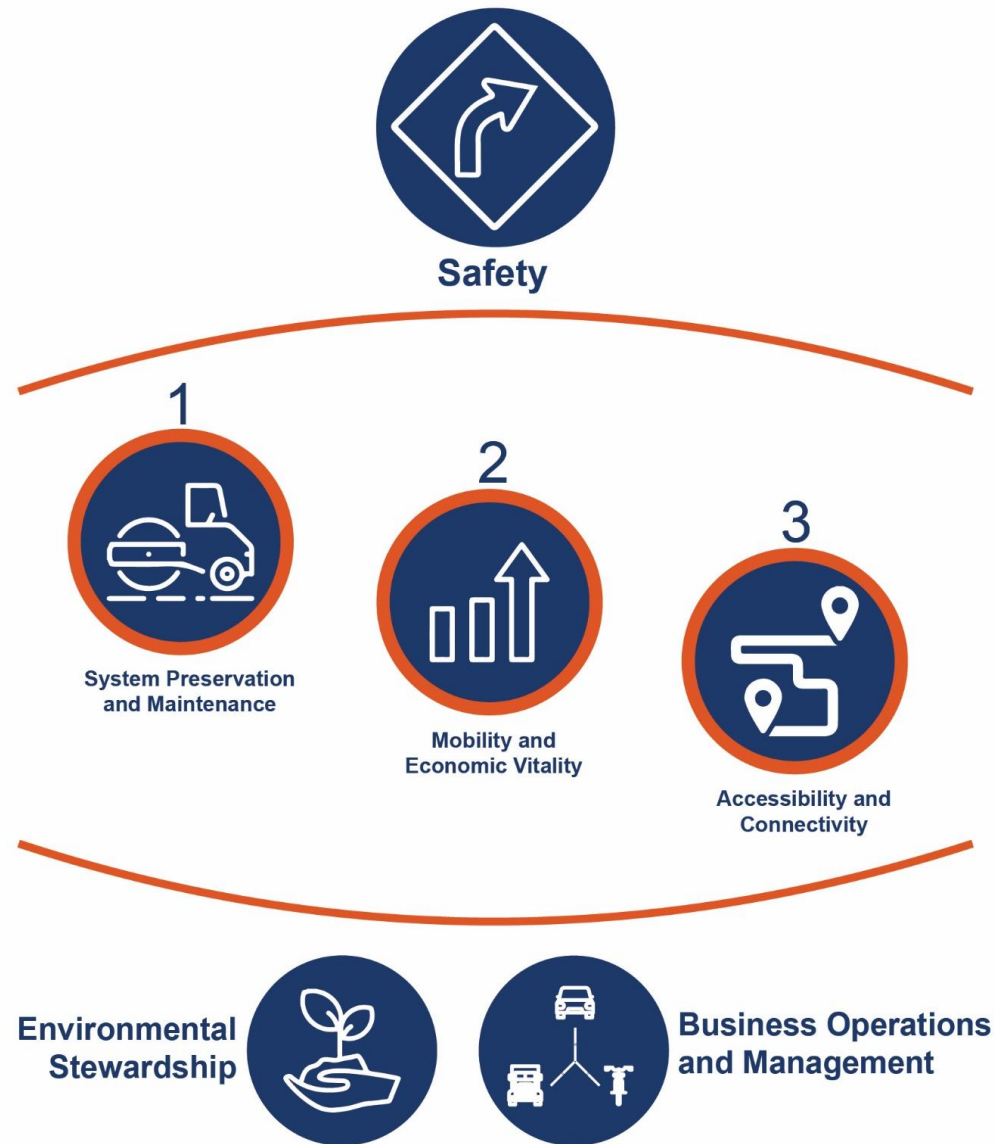 Safety
1
System Preservation
and Maintenance
2
Mobility and
Economic Vitality
3
Accessibility and
Connectivity
Environmental
Stewardship
Business Operations
and Management